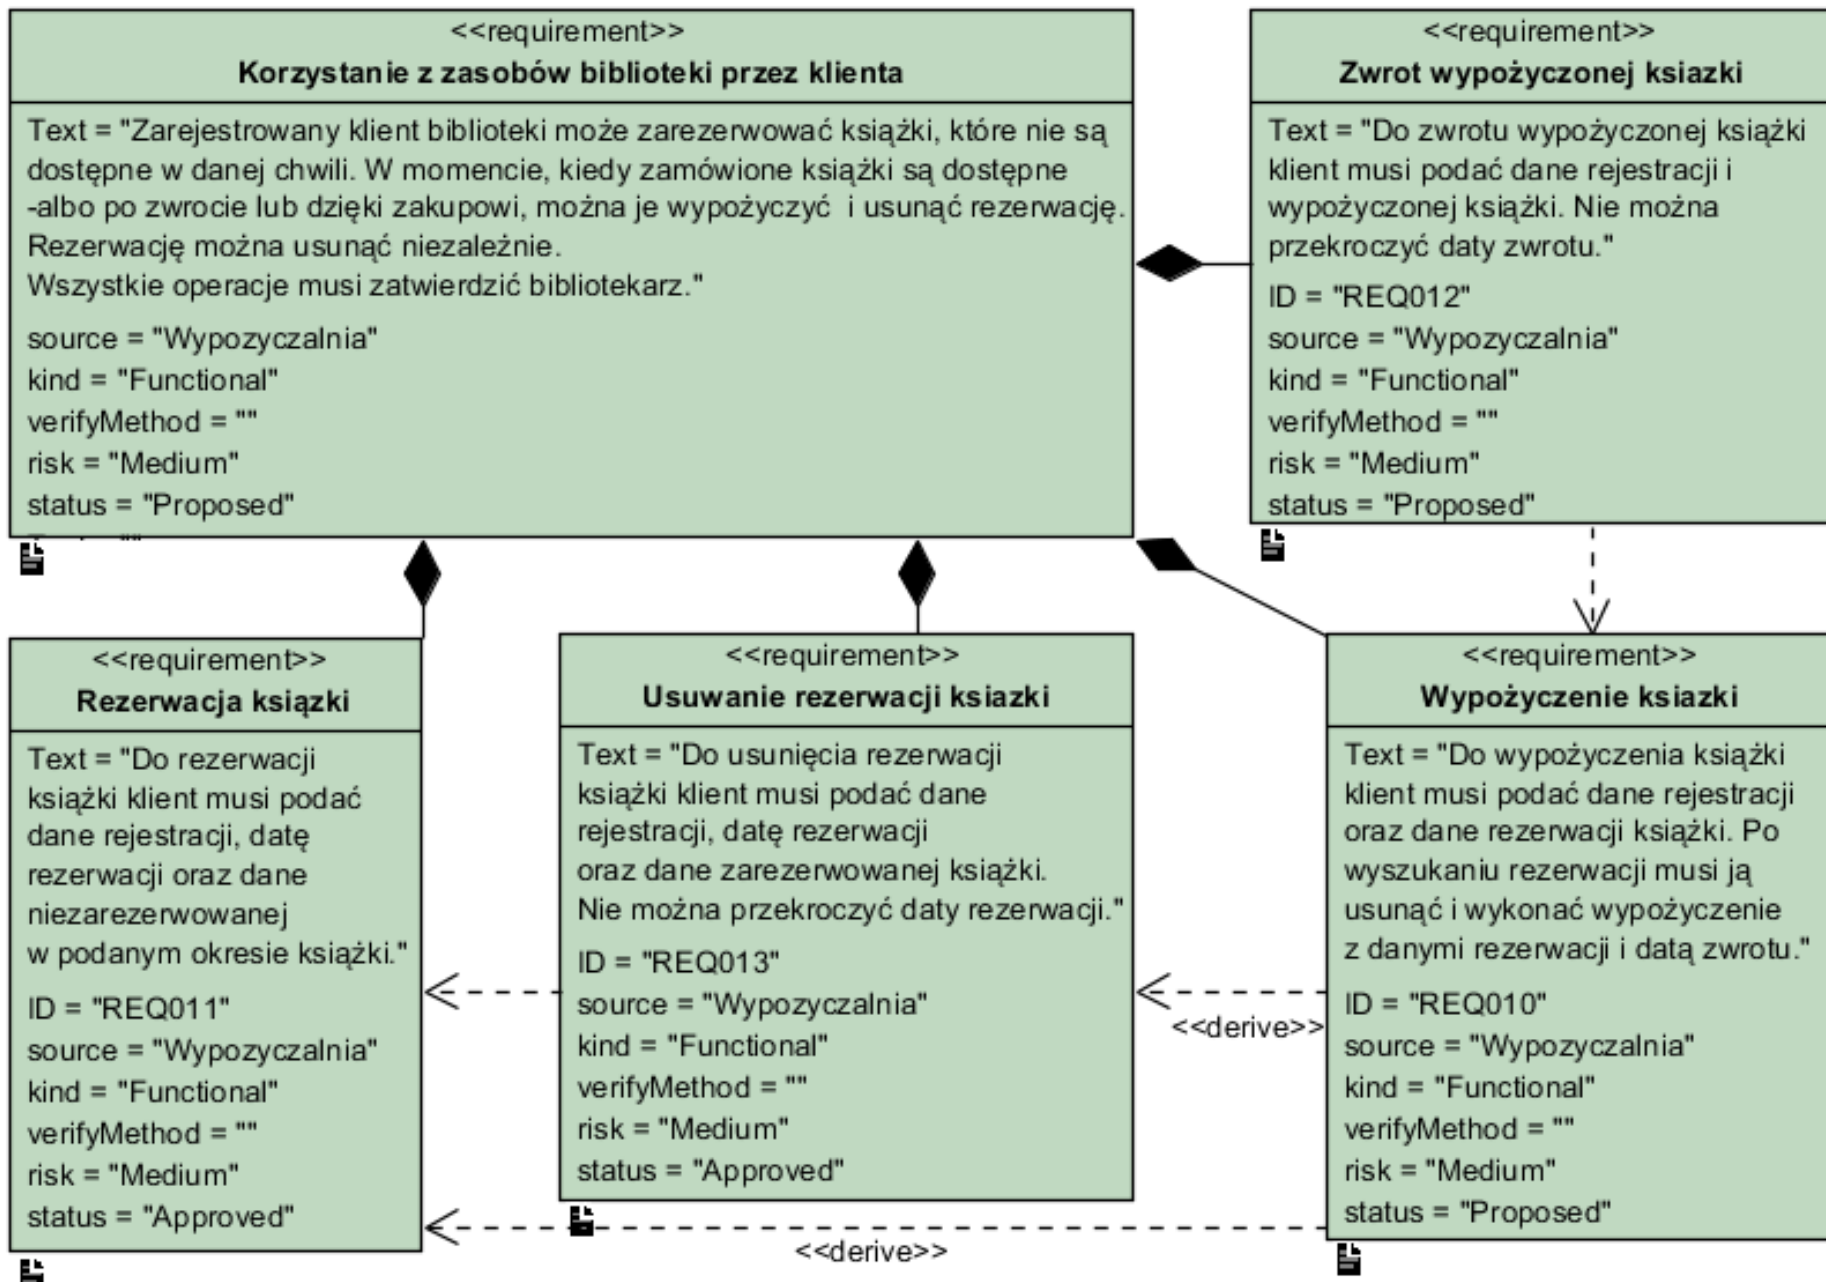 <<requirement>>
Korzystanie z zasobów biblioteki przez klienta
Text = "Zarejestrowany klient biblioteki może zarezerwować książki, które nie są
dostępne w danej chwili. W momencie, kiedy zamówione książki są dostępne
-albo po zwrocie lub dzięki zakupowi, można je wypożyczyć  i usunąć rezerwację.
Rezerwację można usunąć niezależnie.
Wszystkie operacje musi zatwierdzić bibliotekarz."
source = "Wypozyczalnia"
kind = "Functional"
verifyMethod = ""
risk = "Medium"
status = "Proposed"
<<requirement>>
Zwrot wypożyczonej ksiazki
Text = "Do zwrotu wypożyczonej książki
klient musi podać dane rejestracji i
wypożyczonej książki. Nie można
przekroczyć daty zwrotu."
ID = "REQ012"
source = "Wypozyczalnia"
kind = "Functional"
verifyMethod = ""
risk = "Medium"
status = "Proposed"
<<requirement>>
Rezerwacja ksiązki
Text = "Do rezerwacji
książki klient musi podać
dane rejestracji, datę
rezerwacji oraz dane
niezarezerwowanej
w podanym okresie książki."
ID = "REQ011"
source = "Wypozyczalnia"
kind = "Functional"
verifyMethod = ""
risk = "Medium"
status = "Approved"
<<requirement>>
Usuwanie rezerwacji ksiazki
Text = "Do usunięcia rezerwacji
książki klient musi podać dane
rejestracji, datę rezerwacji
oraz dane zarezerwowanej książki.
Nie można przekroczyć daty rezerwacji."
ID = "REQ013"
source = "Wypozyczalnia"
kind = "Functional"
verifyMethod = ""
risk = "Medium"
status = "Approved"
<<requirement>>
Wypożyczenie ksiazki
Text = "Do wypożyczenia książki
klient musi podać dane rejestracji
oraz dane rezerwacji książki. Po
wyszukaniu rezerwacji musi ją
usunąć i wykonać wypożyczenie
z danymi rezerwacji i datą zwrotu."
ID = "REQ010"
source = "Wypozyczalnia"
kind = "Functional"
verifyMethod = ""
risk = "Medium"
status = "Proposed"
<<derive>>
<<derive>>